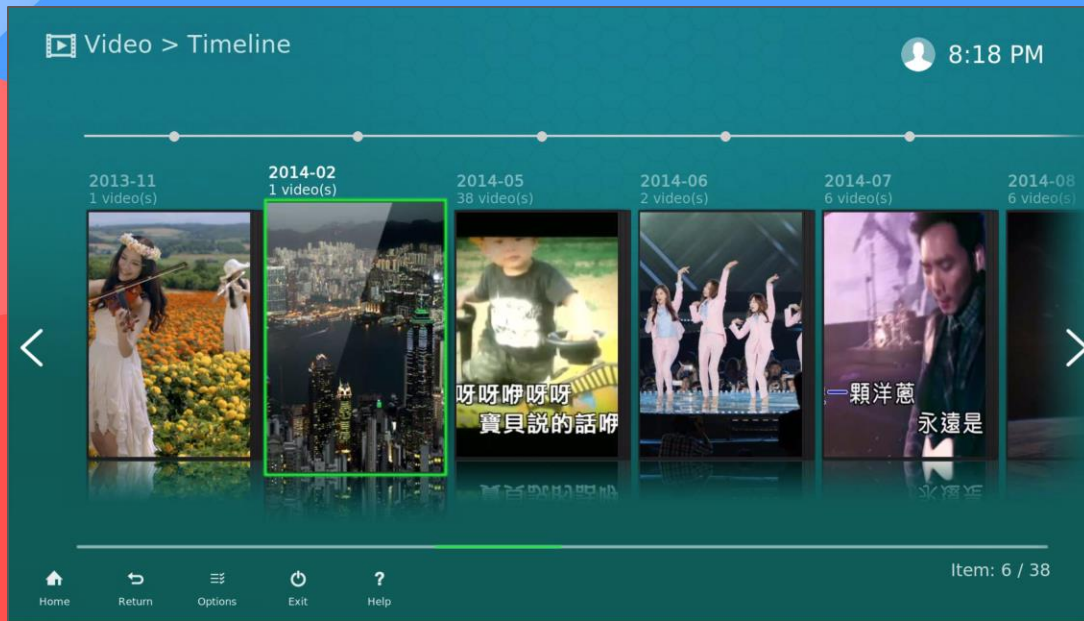 Video > Timeline
8:18 PM
2013-11
1 video(s)
2014-02
1 video(s)
2014-05
38 video(s)
2014-06
2 video(s)
2014-07
6 video(s)
2014-08
6 video(s)
呀呀咿呀呀
寶貝説的話咿
一顆洋蔥
永遠是
Item: 6 / 38
Home
Return
Options
Exit
? Help